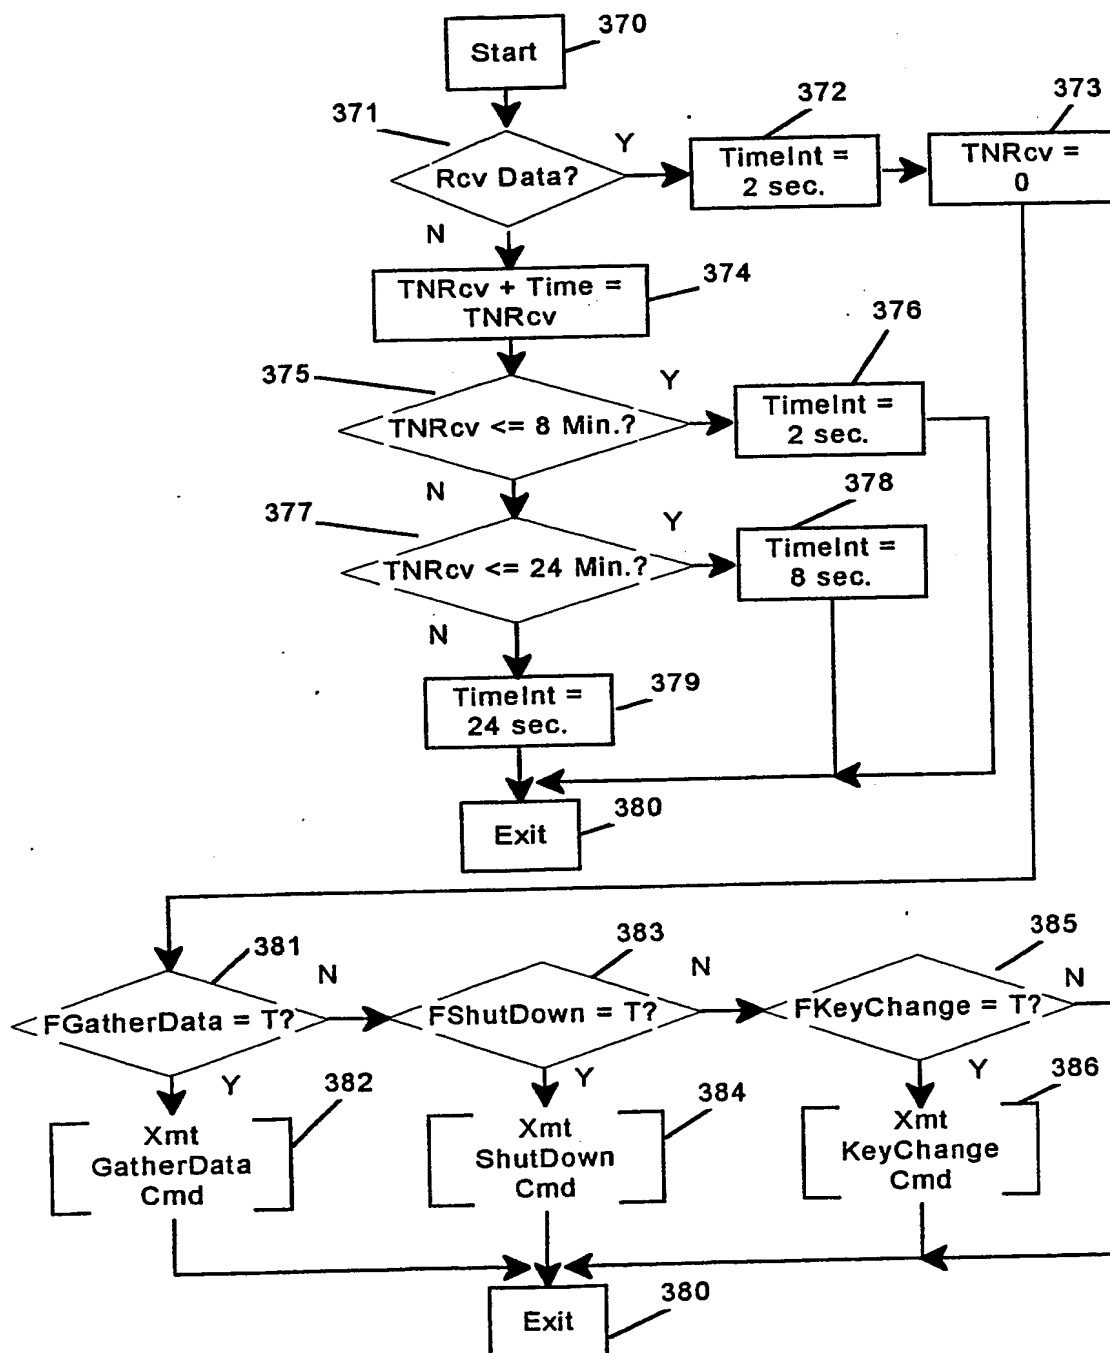 370
Start
371
Rcv Data?
Y
N
372
TimeInt =
2 sec.
373
TNRcv =
0
TNRcv + Time =
TNRcv
374
375
TNRcv <= 8 Min.?
Y
N
376
TimeInt =
2 sec.
377
TNRcv <= 24 Min.?
Y
N
378
TimeInt =
8 sec.
TimeInt =
24 sec.
379
Exit
380
381
FGatherData = T?
N
Y
383
FShutDown = T?
N
Y
385
FKeyChange = T?
N
Y
382
Xmt
GatherData
Cmd
384
Xmt
ShutDown
Cmd
386
Xmt
KeyChange
Cmd
Exit
380